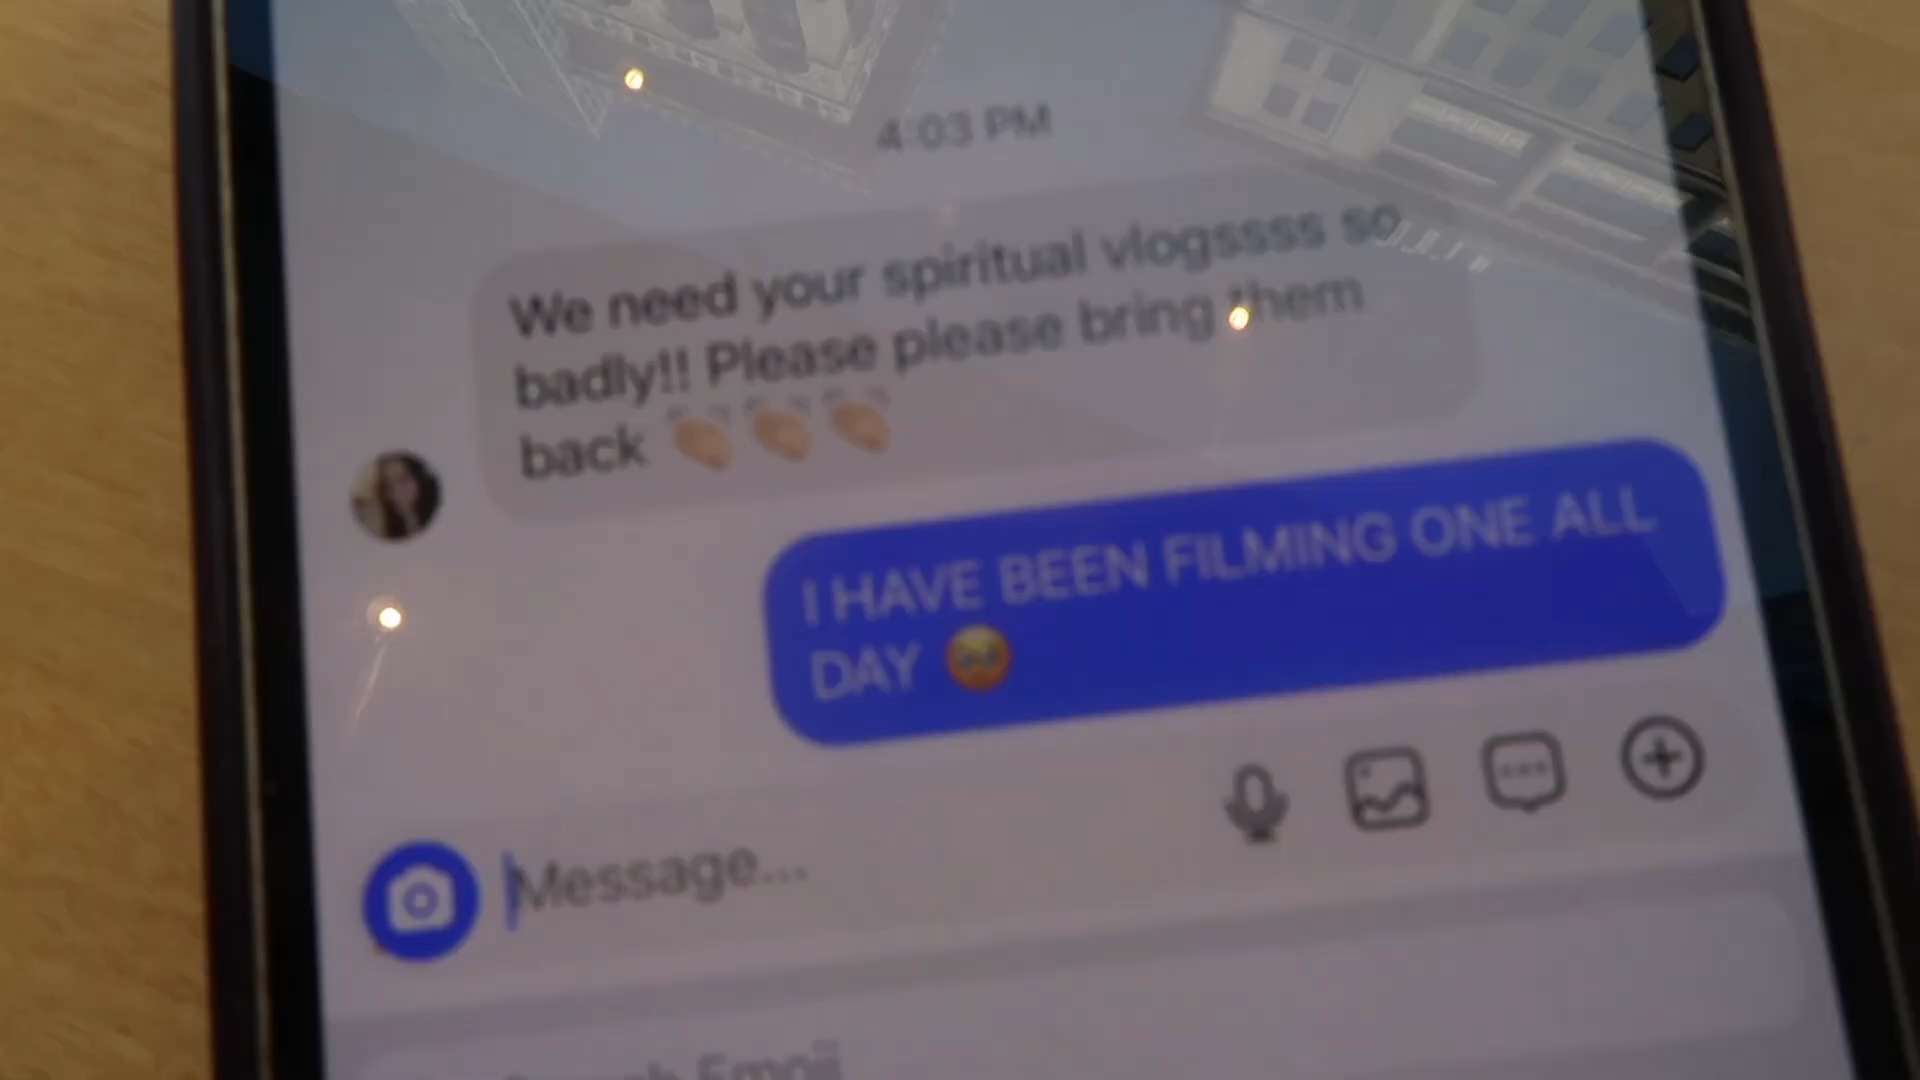 4:03 PM
We need your spiritual vlogssss so
badly!! Please please bring them
back 👏🏻👏🏻👏🏻
I HAVE BEEN FILMING ONE ALL
DAY 🥹
Message...
Emoji